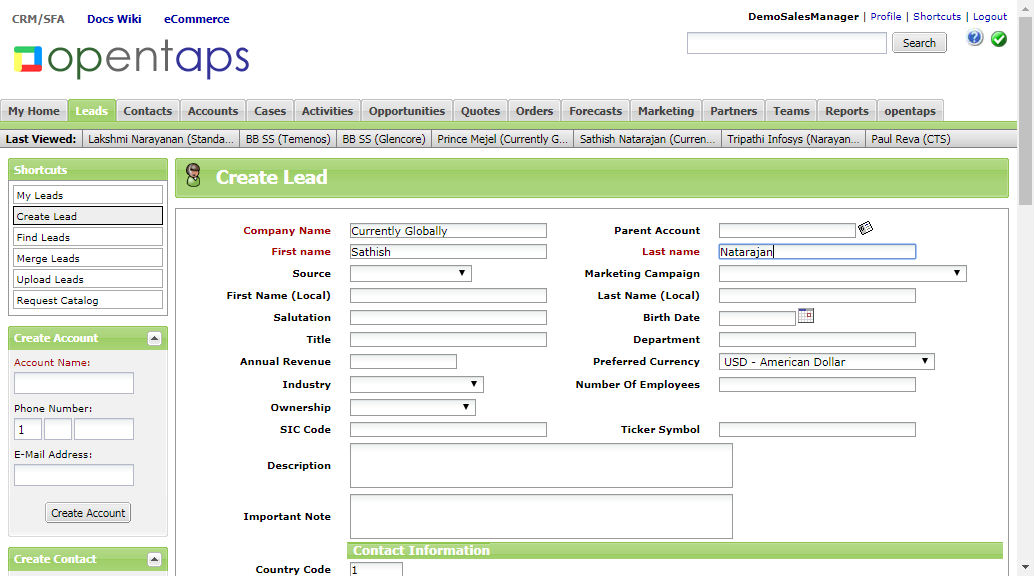 CRM/SFA Docs Wiki eCommerce
DemoSalesManager | Profile | Shortcuts | Logout
opentaps
Search
?
My Home Leads Contacts Accounts Cases Activities Opportunities Quotes Orders Forecasts Marketing Partners Teams Reports opentaps
Last Viewed: Lakshmi Narayanan (Standa... BB SS (Temenos) BB SS (Glencore) Prince Mejel (Currently G... Sathish Natarajan (Curren... Tripathi Infosys (Narayan... Paul Reva (CTS)
Shortcuts
My Leads
Create Lead
Find Leads
Merge Leads
Upload Leads
Request Catalog
Create Account
Account Name:
Phone Number:
1
E-Mail Address:
Create Account
Create Contact
Create Lead
Company Name Currently Globally Parent Account
First name Sathish Last name Natarajan
Source Marketing Campaign
First Name (Local) Last Name (Local)
Salutation Birth Date
Title Department
Annual Revenue Preferred Currency USD - American Dollar
Industry Number Of Employees
Ownership
SIC Code Ticker Symbol
Description
Important Note
Contact Information
Country Code 1